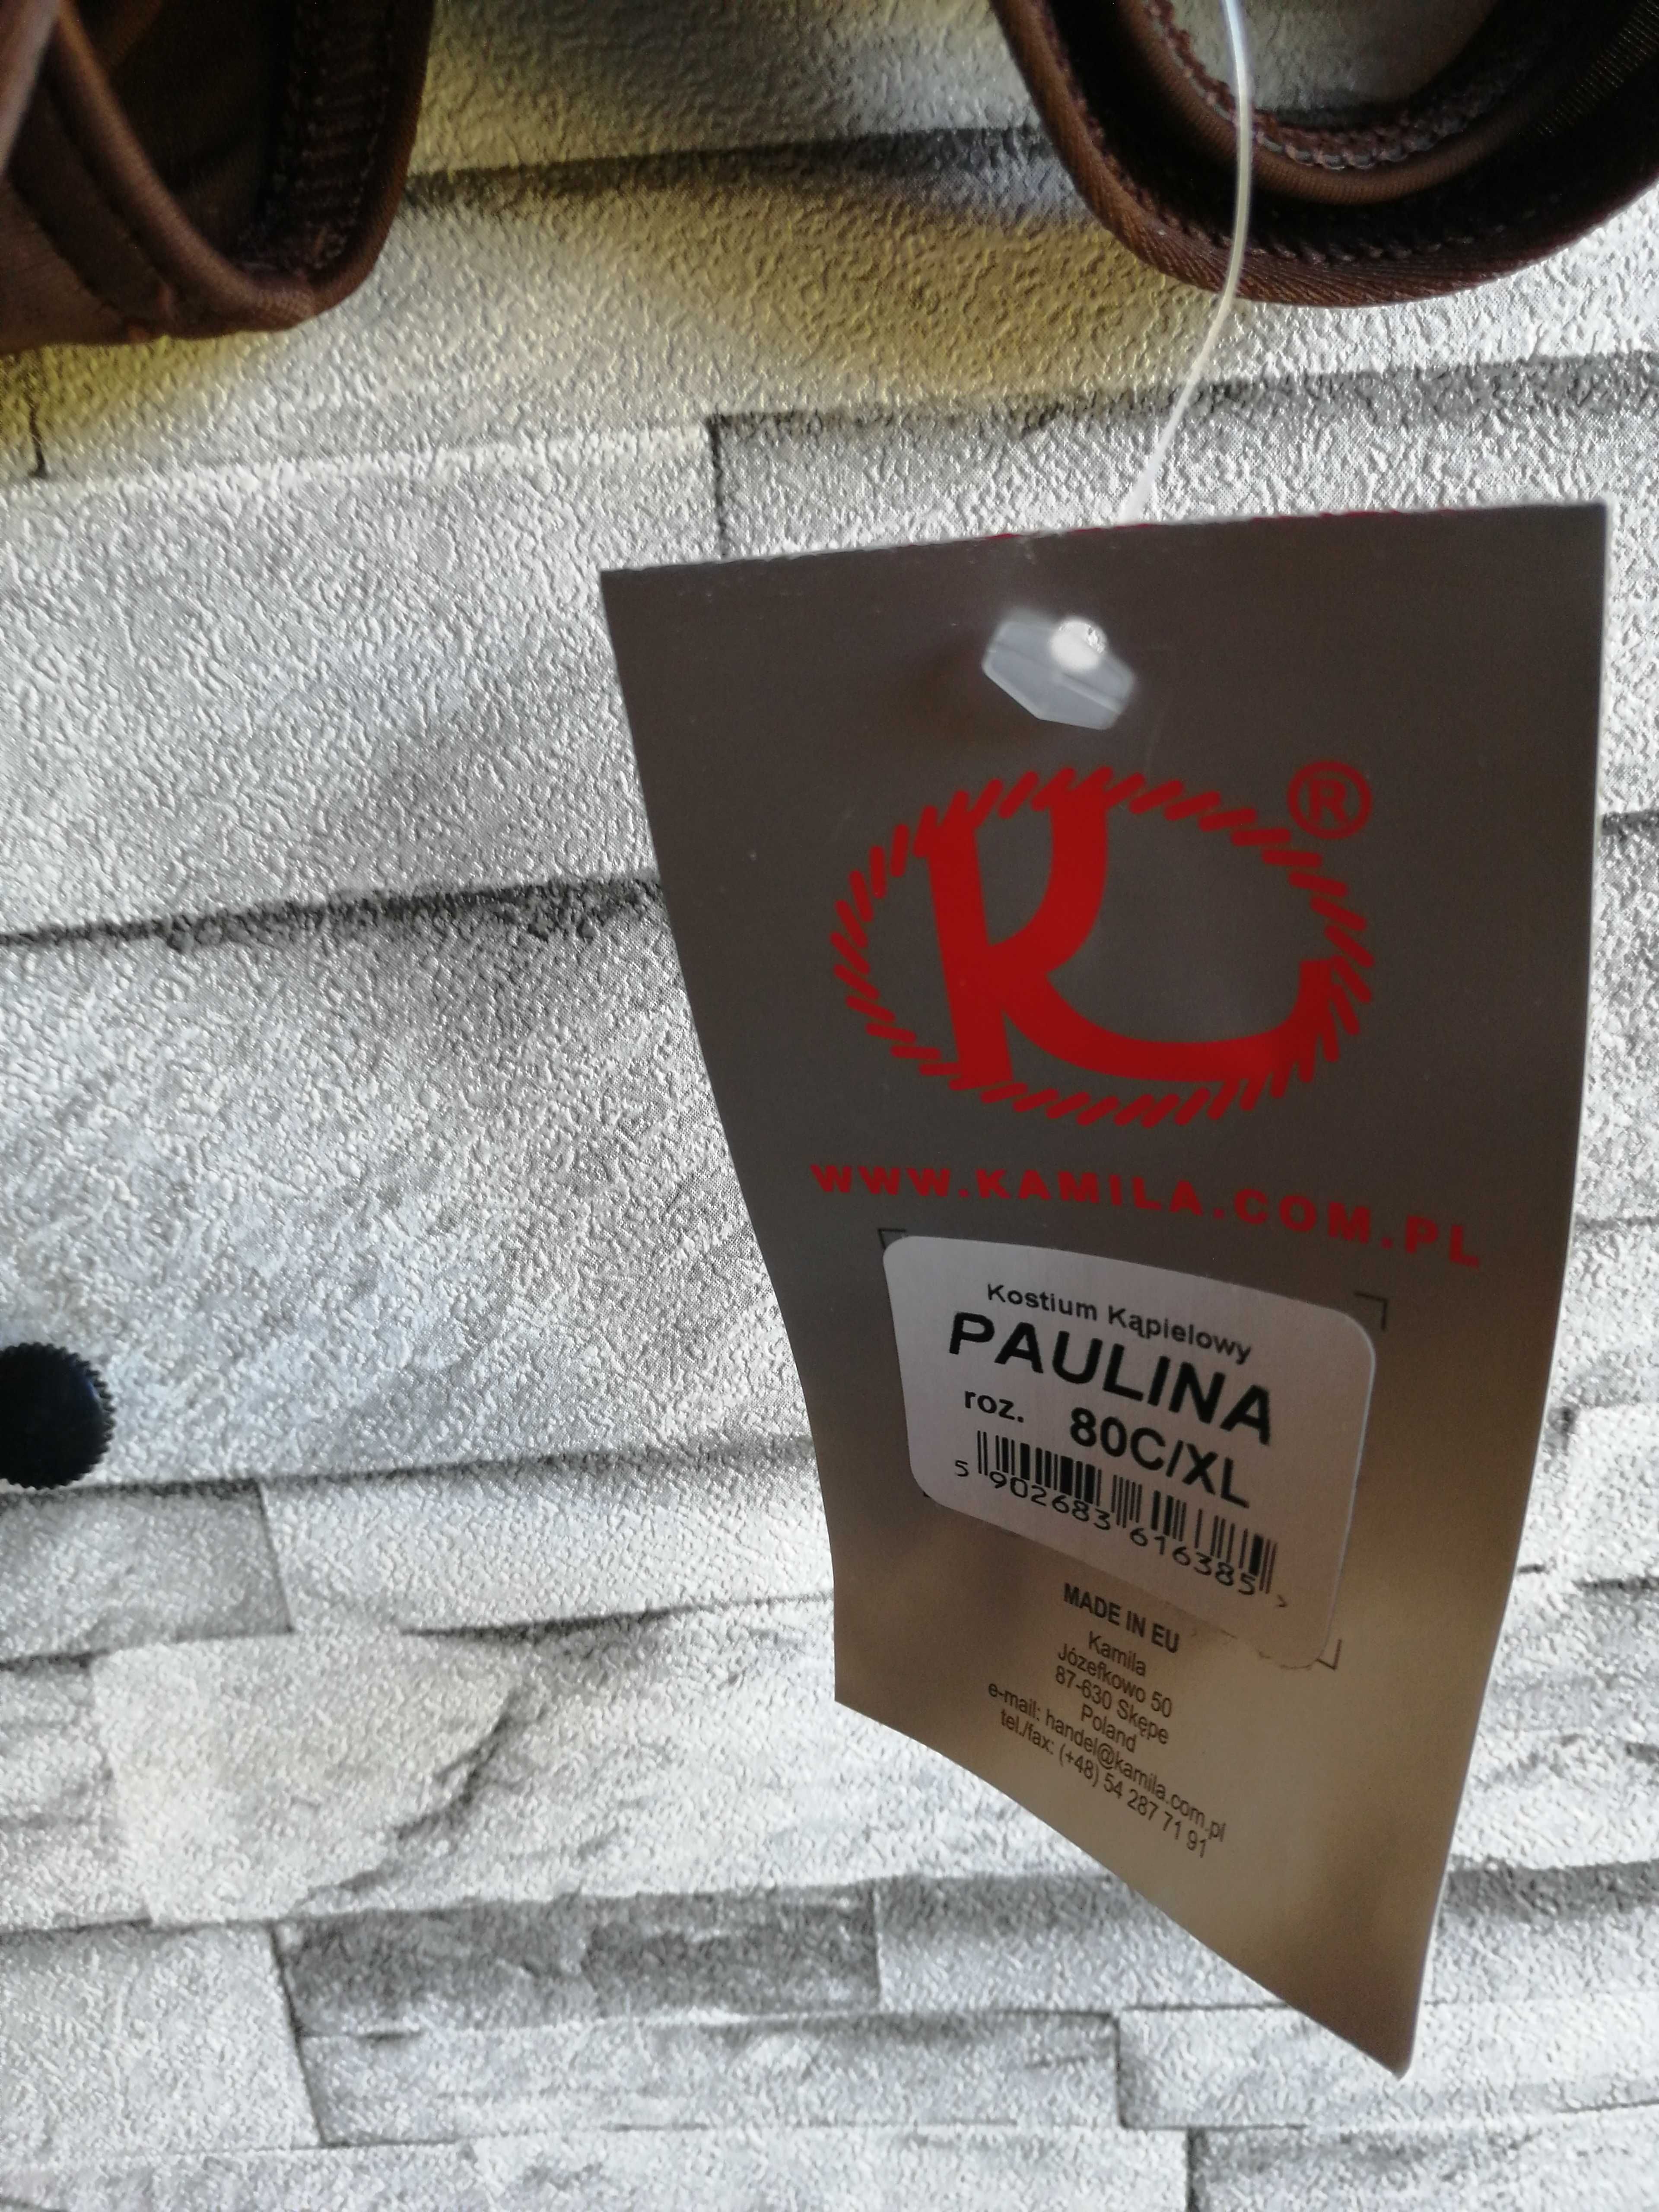 K®
WWW.KAMILA.COM.PL
Kostium Kąpielowy
PAULINA
roz. 80C/XL
5 902683 616385 >
MADE IN EU
Kamila
Józefkowo 50
87-630 Skępe
Poland
e-mail: handel@kamila.com.pl
tel./fax: (+48) 54 287 71 91